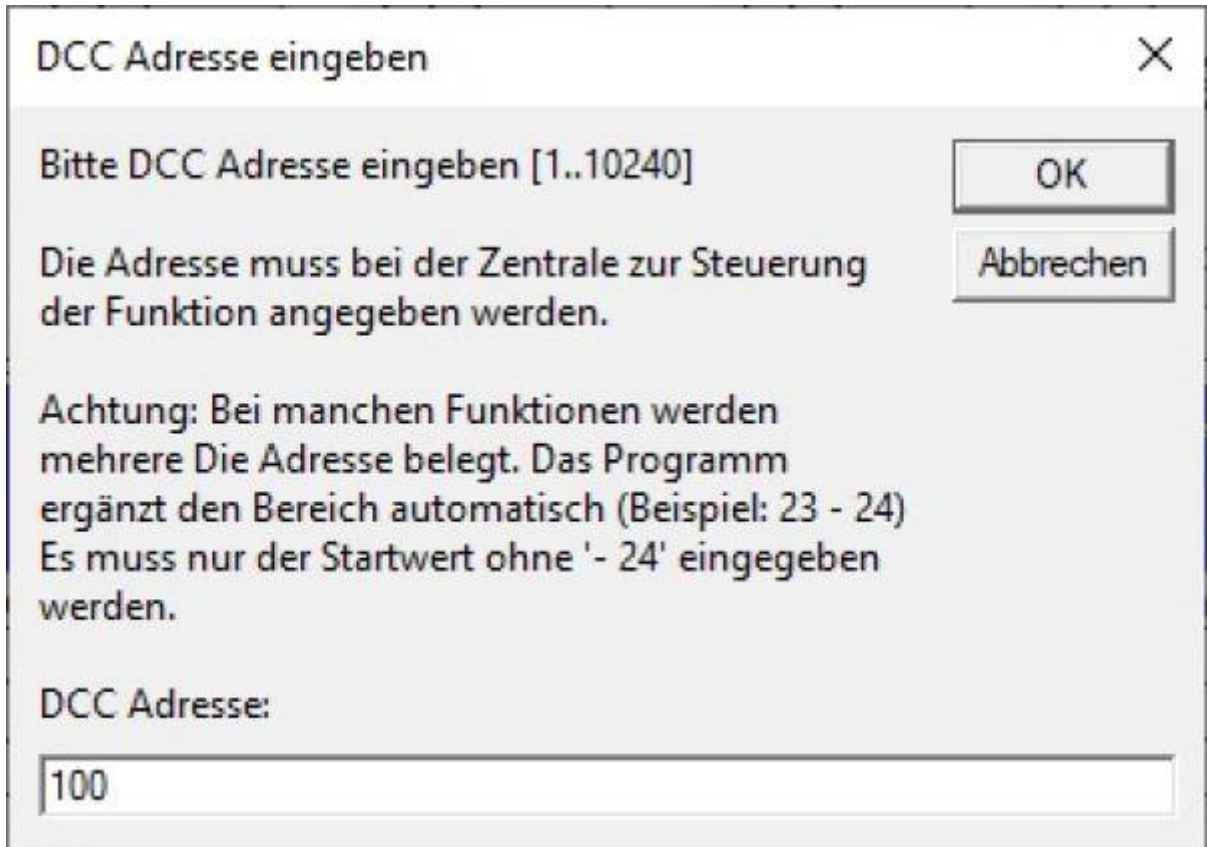 DCC Adresse eingeben
Bitte DCC Adresse eingeben [1..10240]
OK
Die Adresse muss bei der Zentrale zur Steuerung
der Funktion angegeben werden.
Abbrechen
Achtung: Bei manchen Funktionen werden
mehrere Die Adresse belegt. Das Programm
ergänzt den Bereich automatisch (Beispiel: 23 - 24)
Es muss nur der Startwert ohne '- 24' eingegeben
werden.
DCC Adresse:
100